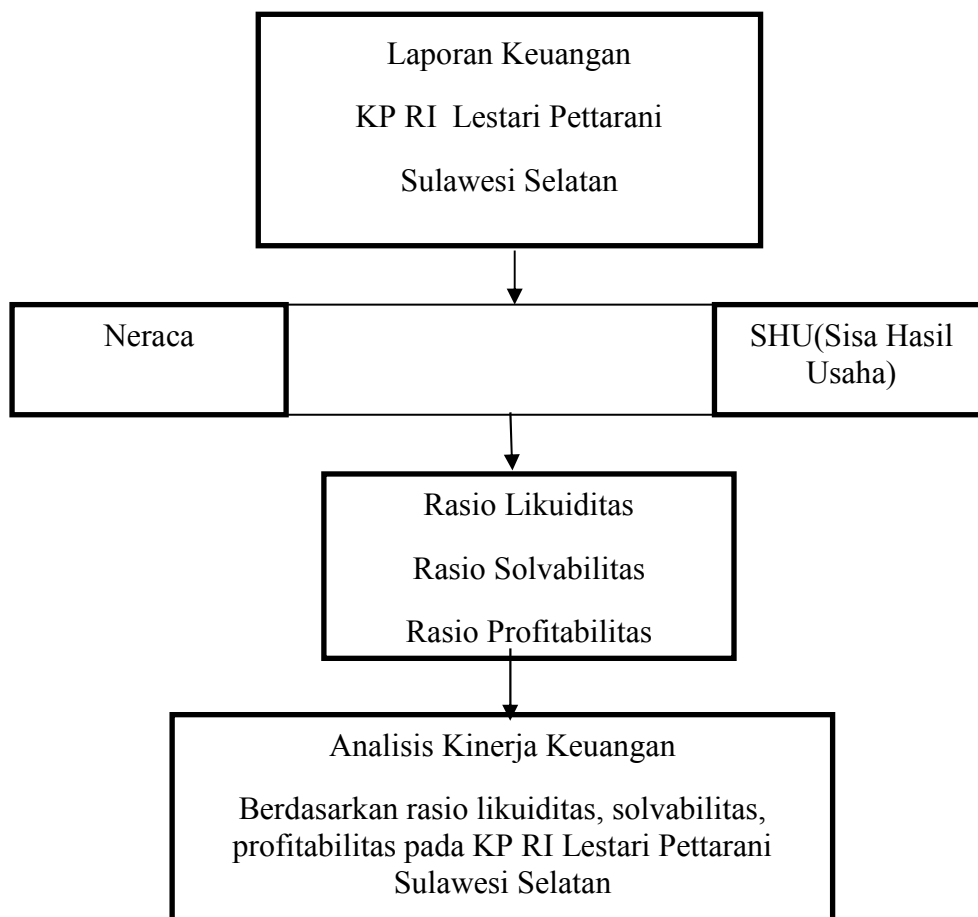 Laporan Keuangan
KP RI  Lestari Pettarani
Sulawesi Selatan
Neraca
SHU(Sisa Hasil
Usaha)
Rasio Likuiditas
Rasio Solvabilitas
Rasio Profitabilitas
Analisis Kinerja Keuangan
Berdasarkan rasio likuiditas, solvabilitas,
profitabilitas pada KP RI Lestari Pettarani
Sulawesi Selatan